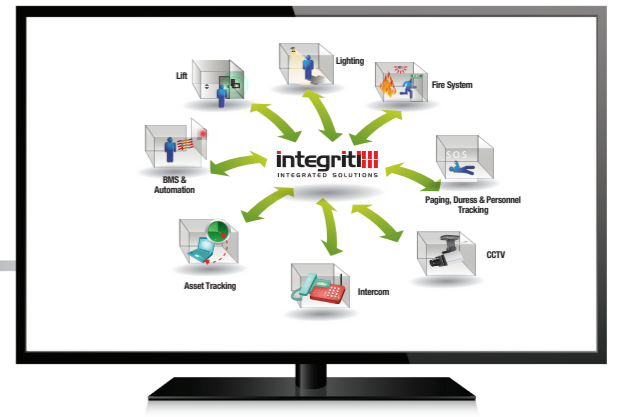 Lighting
Lift
Fire System
SOS
integriti
INTEGRATED SOLUTIONS
BMS &
Automation
Paging, Duress & Personnel
Tracking
CCTV
Asset Tracking
Intercom